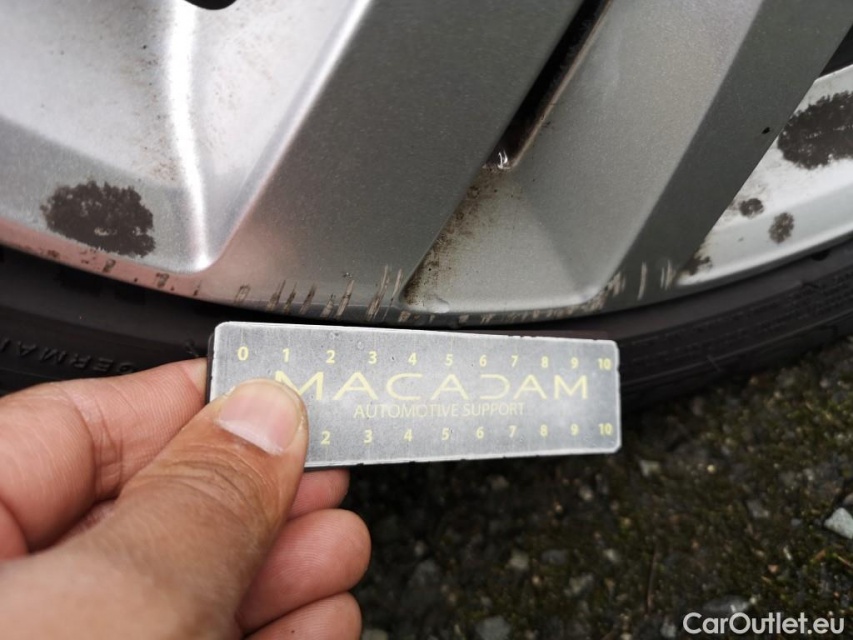 0 1 2 3 4 5 6 7 8 9 10
MACADAM
AUTOMOTIVE SUPPORT
2 3 4 5 6 7 8 9 10
CarOutlet.eu